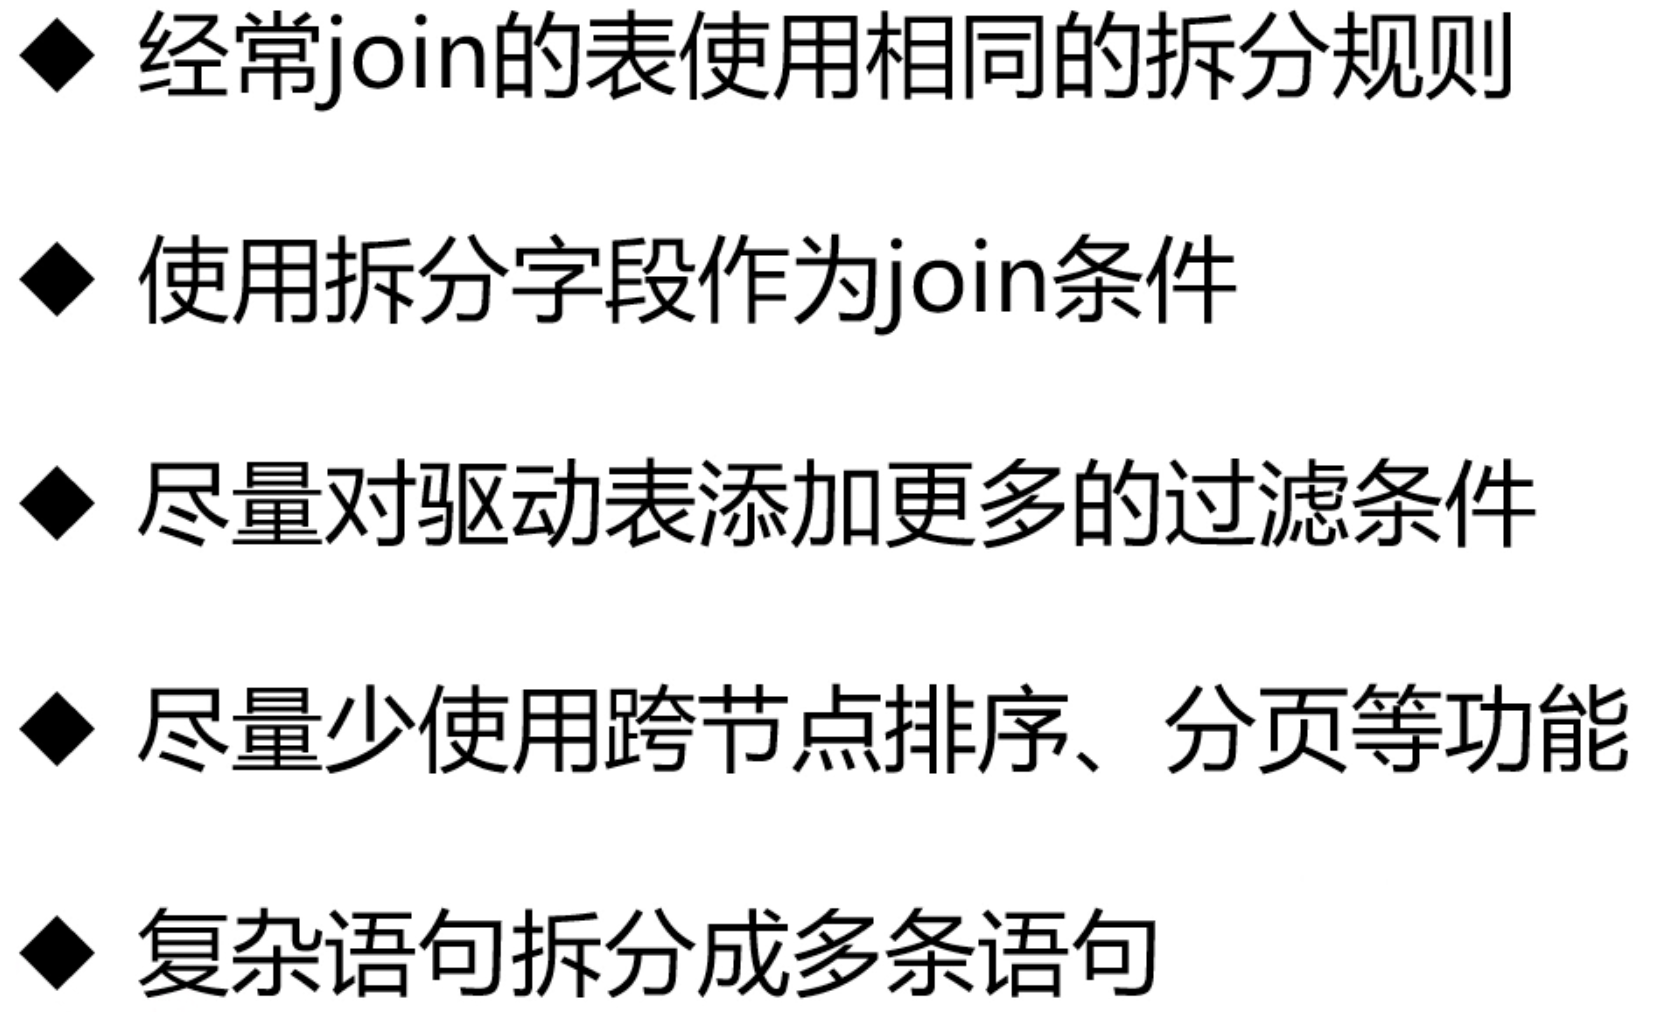 ◆ 经常join的表使用相同的拆分规则
◆ 使用拆分字段作为join条件
◆ 尽量对驱动表添加更多的过滤条件
◆ 尽量少使用跨节点排序、分页等功能
◆ 复杂语句拆分成多条语句